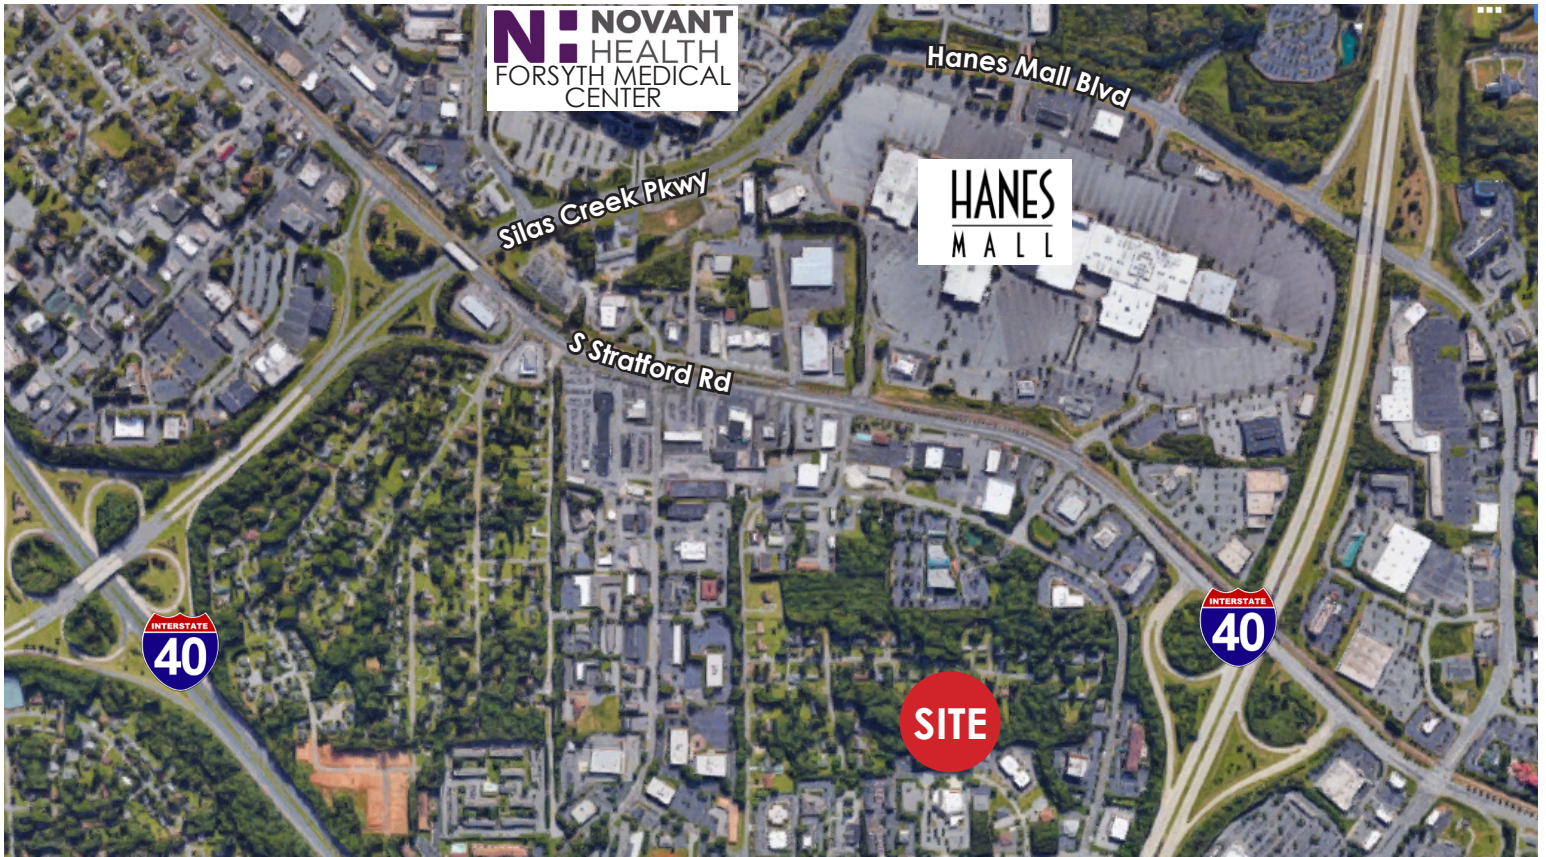 NOVANT
HEALTH
FORSYTH MEDICAL
CENTER
Hanes Mall Blvd
Silas Creek Pkwy
HANES
MALL
S Stratford Rd
INTERSTATE
40
INTERSTATE
40
SITE